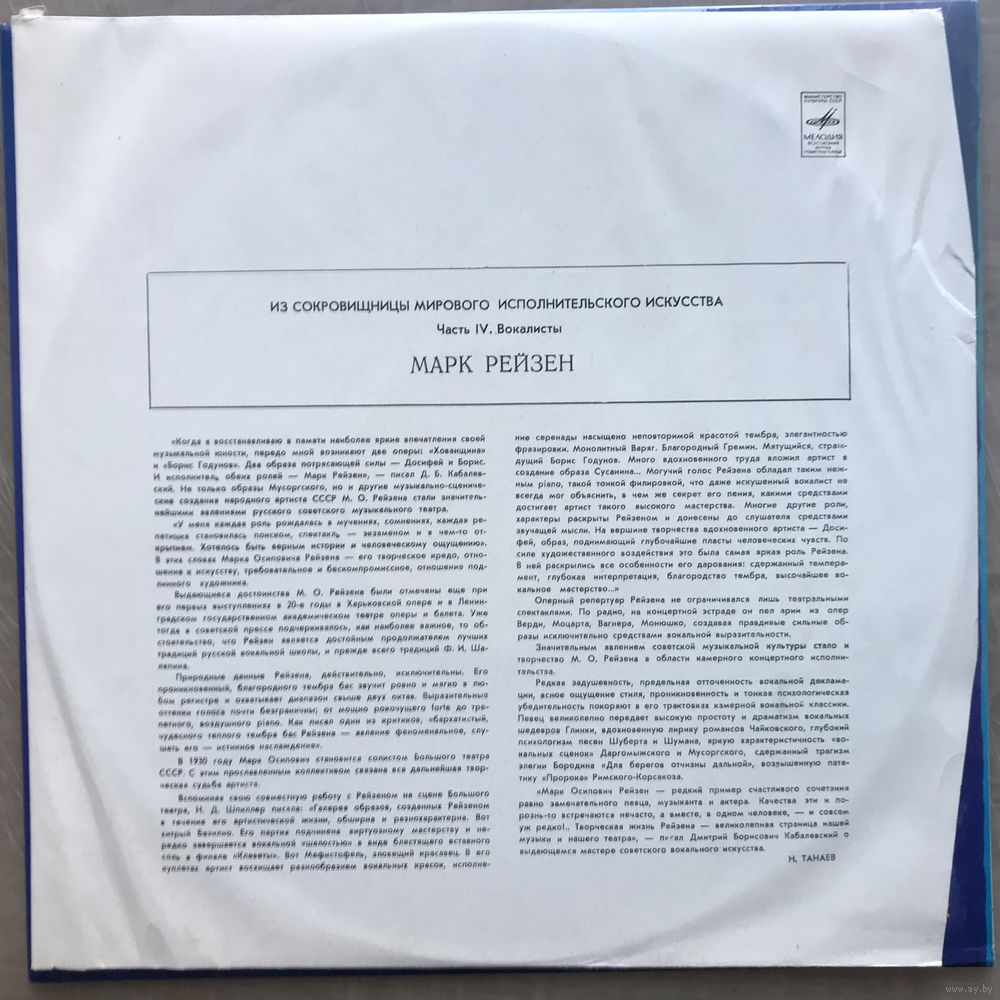 МИНИСТЕРСТВО
КУЛЬТУРЫ СССР
МЕЛОДИЯ
ВСЕСОЮЗНАЯ
ФИРМА
ГРАМПЛАСТИНОК
ИЗ СОКРОВИЩНИЦЫ МИРОВОГО ИСПОЛНИТЕЛЬСКОГО ИСКУССТВА
Часть IV. Вокалисты
МАРК РЕЙЗЕН
«Когда я восстанавливаю в памяти наиболее яркие впечатления своей
музыкальной юности, передо мной возникают две оперы: «Хованщина»
и «Борис Годунов». Два образа потрясающей силы — Досифей и Борис.
И исполнитель обеих ролей — Марк Рейзен», — писал Д. Б. Кабалев-
ский. Не только образы Мусоргского, но и другие музыкально-сценичес-
кие создания народного артиста СССР М. О. Рейзена стали значитель-
нейшими явлениями русского советского музыкального театра.
«У меня каждая роль рождалась в мучениях, сомнениях, каждая ре-
петиция становилась поиском, спектакль — экзаменом и в чем-то от-
крытием. Хотелось быть верным истории и человеческому ощущению».
В этих словах Марка Осиповича Рейзена — его творческое кредо, отно-
шение к искусству, требовательное и бескомпромиссное, отношение под-
линного художника.
Выдающиеся достоинства М. О. Рейзена были отмечены еще при
его первых выступлениях в 20-е годы в Харьковской опере и в Ленин-
градском государственном академическом театре оперы и балета. Уже
тогда в советской прессе подчеркивалось, как наиболее важное, то об-
стоятельство, что Рейзен является достойным продолжателем лучших
традиций русской вокальной школы, и прежде всего традиций Ф. И. Ша-
ляпина.
Природные данные Рейзена, действительно, исключительны. Его
проникновенный, благородного тембра бас звучит ровно и мягко в лю-
бом регистре и охватывает диапазон свыше двух октав. Выразительные
оттенки голоса почти безграничны: от мощно рокочущего forte до тре-
петного, воздушного piano. Как писал один из критиков, «бархатистый,
чудесного теплого тембра бас Рейзена — явление феноменальное, слу-
шать его — истинное наслаждение».
В 1930 году Марк Осипович становится солистом Большого театра
СССР. С этим прославленным коллективом связана вся дальнейшая твор-
ческая судьба артиста.
Вспоминая свою совместную работу с Рейзеном на сцене Большого
театра, Н. Д. Шпиллер писала: «Галерея образов, созданных Рейзеном
в течение его артистической жизни, обширна и разнохарактерна. Вот
хитрый Базилио. Его партия подчинена виртуозному мастерству и не-
редко завершается вокальной «шалостью» в виде блестящего вставного
соль в финале «Клеветы». Вот Мефистофель, зловещий красавец. В его
куплетах артист восхищает разнообразием вокальных красок, исполне-
ние серенады насыщено неповторимой красотой тембра, элегантностью
фразировки. Монолитный Варяг. Благородный Гремин. Мятущийся, страж-
дущий Борис Годунов. Много вдохновенного труда вложил артист в
создание образа Сусанина... Могучий голос Рейзена обладал таким неж-
ным piano, такой тонкой филировкой, что даже искушенный вокалист не
всегда мог объяснить, в чем же секрет его пения, какими средствами
достигает артист такого высокого мастерства. Многие другие роли,
характеры раскрыты Рейзеном и донесены до слушателя средствами
звучащей мысли. На вершине творчества вдохновенного артиста — Доси-
фей, образ, поднимающий глубочайшие пласты человеческих чувств. По
силе художественного воздействия это была самая яркая роль Рейзена.
В ней раскрылись все особенности его дарования: сдержанный темпера-
мент, глубокая интерпретация, благородство тембра, высочайшее во-
кальное мастерство...»
Оперный репертуар Рейзена не ограничивался лишь театральными
спектаклями. По радио, на концертной эстраде он пел арии из опер
Верди, Моцарта, Вагнера, Монюшко, создавая правдивые сильные об-
разы исключительно средствами вокальной выразительности.
Значительным явлением советской музыкальной культуры стало и
творчество М. О. Рейзена в области камерного концертного исполни-
тельства.
Редкая задушевность, предельная отточенность вокальной деклама-
ции, ясное ощущение стиля, проникновенность и тонкая психологическая
убедительность покоряют в его трактовках камерной вокальной классики.
Певец великолепно передает высокую простоту и драматизм вокальных
шедевров Глинки, вдохновенную лирику романсов Чайковского, глубокий
психологизм песен Шуберта и Шумана, яркую характеристичность «во-
кальных сценок» Даргомыжского и Мусоргского, сдержанный трагизм
элегии Бородина «Для берегов отчизны дальной», возвышенную пате-
тику «Пророка» Римского-Корсакова.
«Марк Осипович Рейзен — редкий пример счастливого сочетания
равно замечательного певца, музыканта и актера. Качества эти и по-
рознь-то встречаются нечасто, а вместе, в одном человеке, — и совсем
уж редко!.. Творческая жизнь Рейзена — великолепная страница нашей
музыки и нашего театра», — писал Дмитрий Борисович Кабалевский о
выдающемся мастере советского вокального искусства.
Н. ТАНАЕВ
www.ay.by